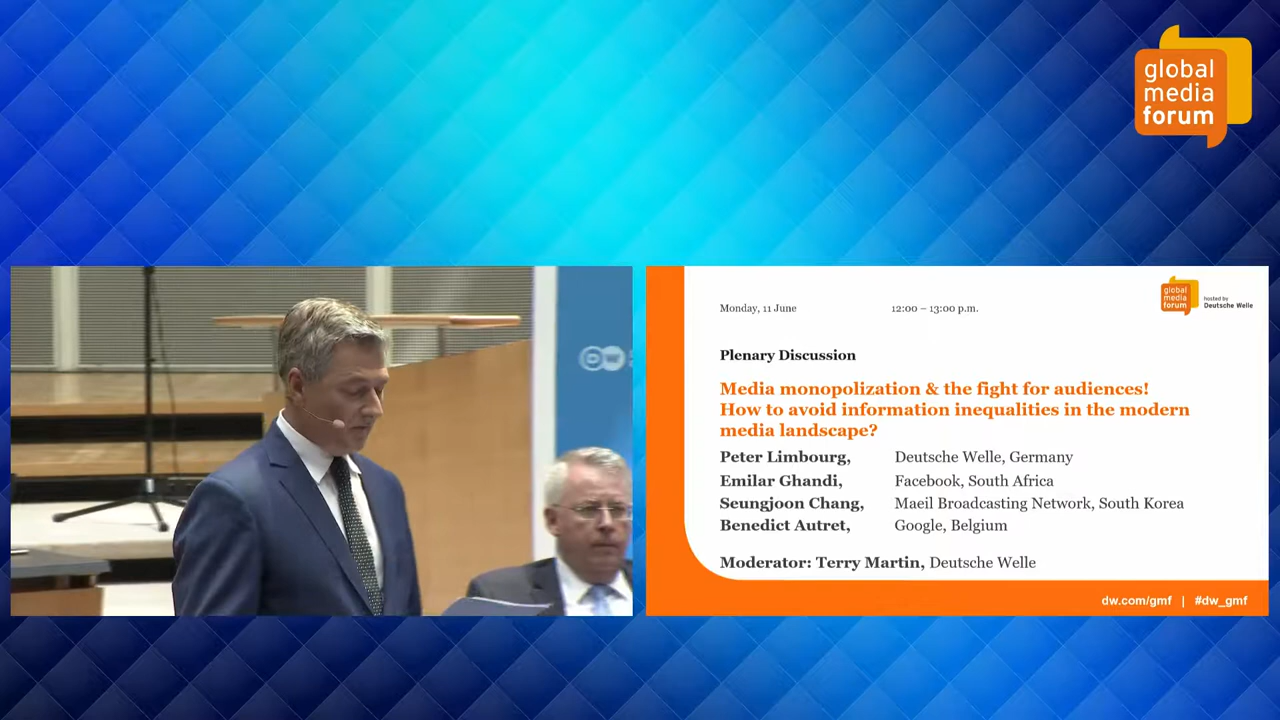 global
media
forum
DW
global
media
forum
hosted by
Deutsche Welle
Monday, 11 June 12:00 – 13:00 p.m.
Plenary Discussion
Media monopolization & the fight for audiences!
How to avoid information inequalities in the modern
media landscape?
Peter Limbourg, Deutsche Welle, Germany
Emilar Ghandi, Facebook, South Africa
Seungjoon Chang, Maeil Broadcasting Network, South Korea
Benedict Autret, Google, Belgium
Moderator: Terry Martin, Deutsche Welle
dw.com/gmf | #dw_gmf